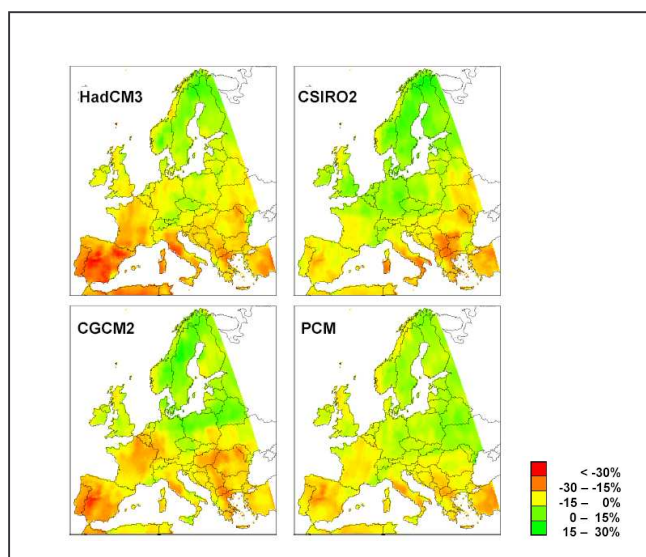 HadCM3
CSIRO2
CGCM2
PCM
< -30%
-30 – -15%
-15 – 0%
0 – 15%
15 – 30%